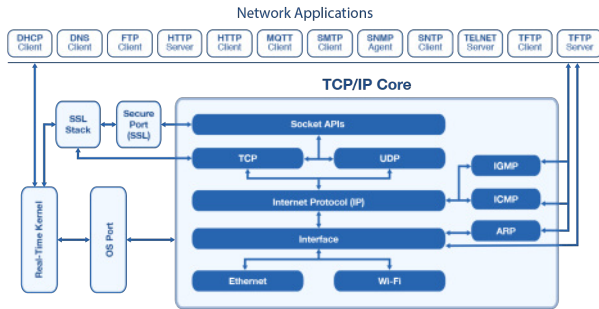 Network Applications
DHCP
Client
DNS
Client
FTP
Client
HTTP
Server
HTTP
Client
MQTT
Client
SMTP
Client
SNMP
Agent
SNTP
Client
TELNET
Server
TFTP
Client
TFTP
Server
TCP/IP Core
SSL
Stack
Secure
Port
(SSL)
Socket APIs
TCP
UDP
IGMP
Internet Protocol (IP)
ICMP
Interface
ARP
Ethernet
Wi-Fi
Real-Time Kernel
OS Port